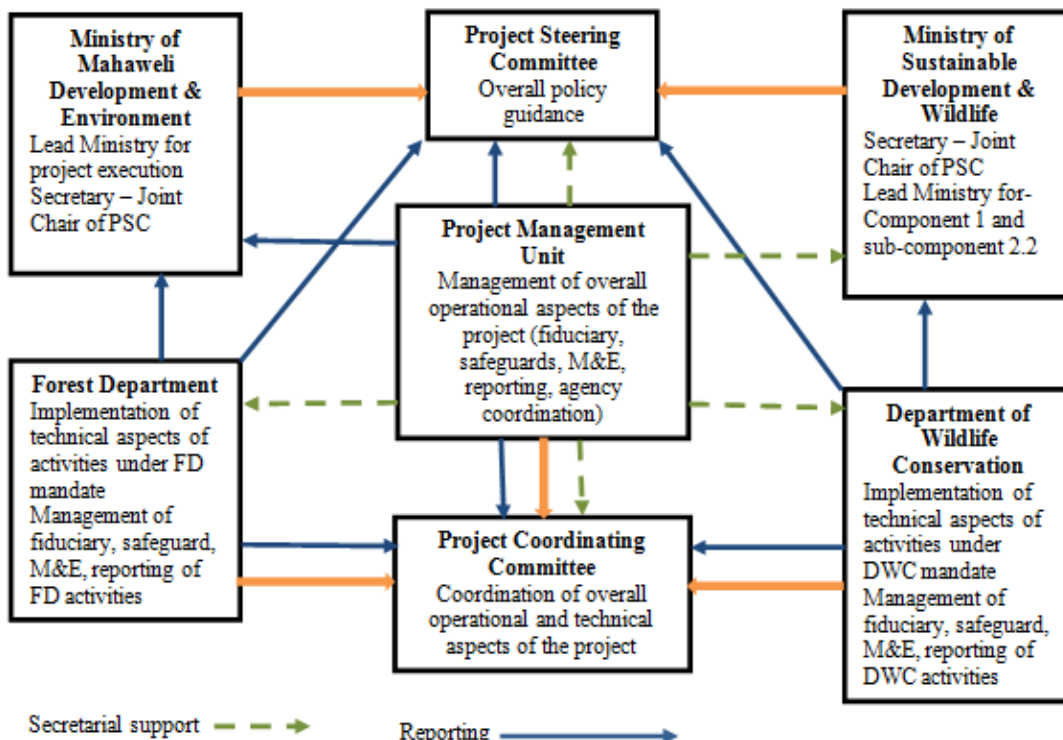 Ministry of
Mahaweli
Development &
Environment
Lead Ministry for
project execution
Secretary – Joint
Chair of PSC
Project Steering
Committee
Overall policy
guidance
Ministry of
Sustainable
Development &
Wildlife
Secretary – Joint
Chair of PSC
Lead Ministry for-
Component 1 and
sub-component 2.2
Project Management
Unit
Management of overall
operational aspects of the
project (fiduciary,
safeguards, M&E,
reporting, agency
coordination)
Forest Department
Implementation of
technical aspects of
activities under FD
mandate
Management of
fiduciary, safeguard,
M&E, reporting of
FD activities
Project Coordinating
Committee
Coordination of overall
operational and technical
aspects of the project
Department of
Wildlife
Conservation
Implementation of
technical aspects of
activities under
DWC mandate
Management of
fiduciary, safeguard,
M&E, reporting of
DWC activities
Secretarial support
Reporting